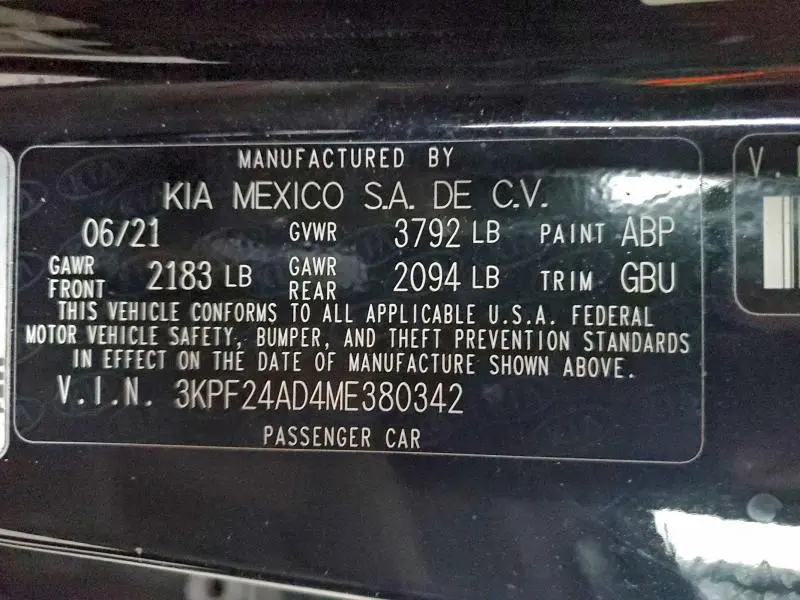 MANUFACTURED BY
KIA MEXICO S.A. DE C.V.
06/21 GVWR 3792 LB PAINT ABP
GAWR FRONT 2183 LB GAWR REAR 2094 LB TRIM GBU
THIS VEHICLE CONFORMS TO ALL APPLICABLE U.S.A. FEDERAL
MOTOR VEHICLE SAFETY, BUMPER, AND THEFT PREVENTION STANDARDS
IN EFFECT ON THE DATE OF MANUFACTURE SHOWN ABOVE.
V.I.N. 3KPF24AD4ME380342
PASSENGER CAR
V.